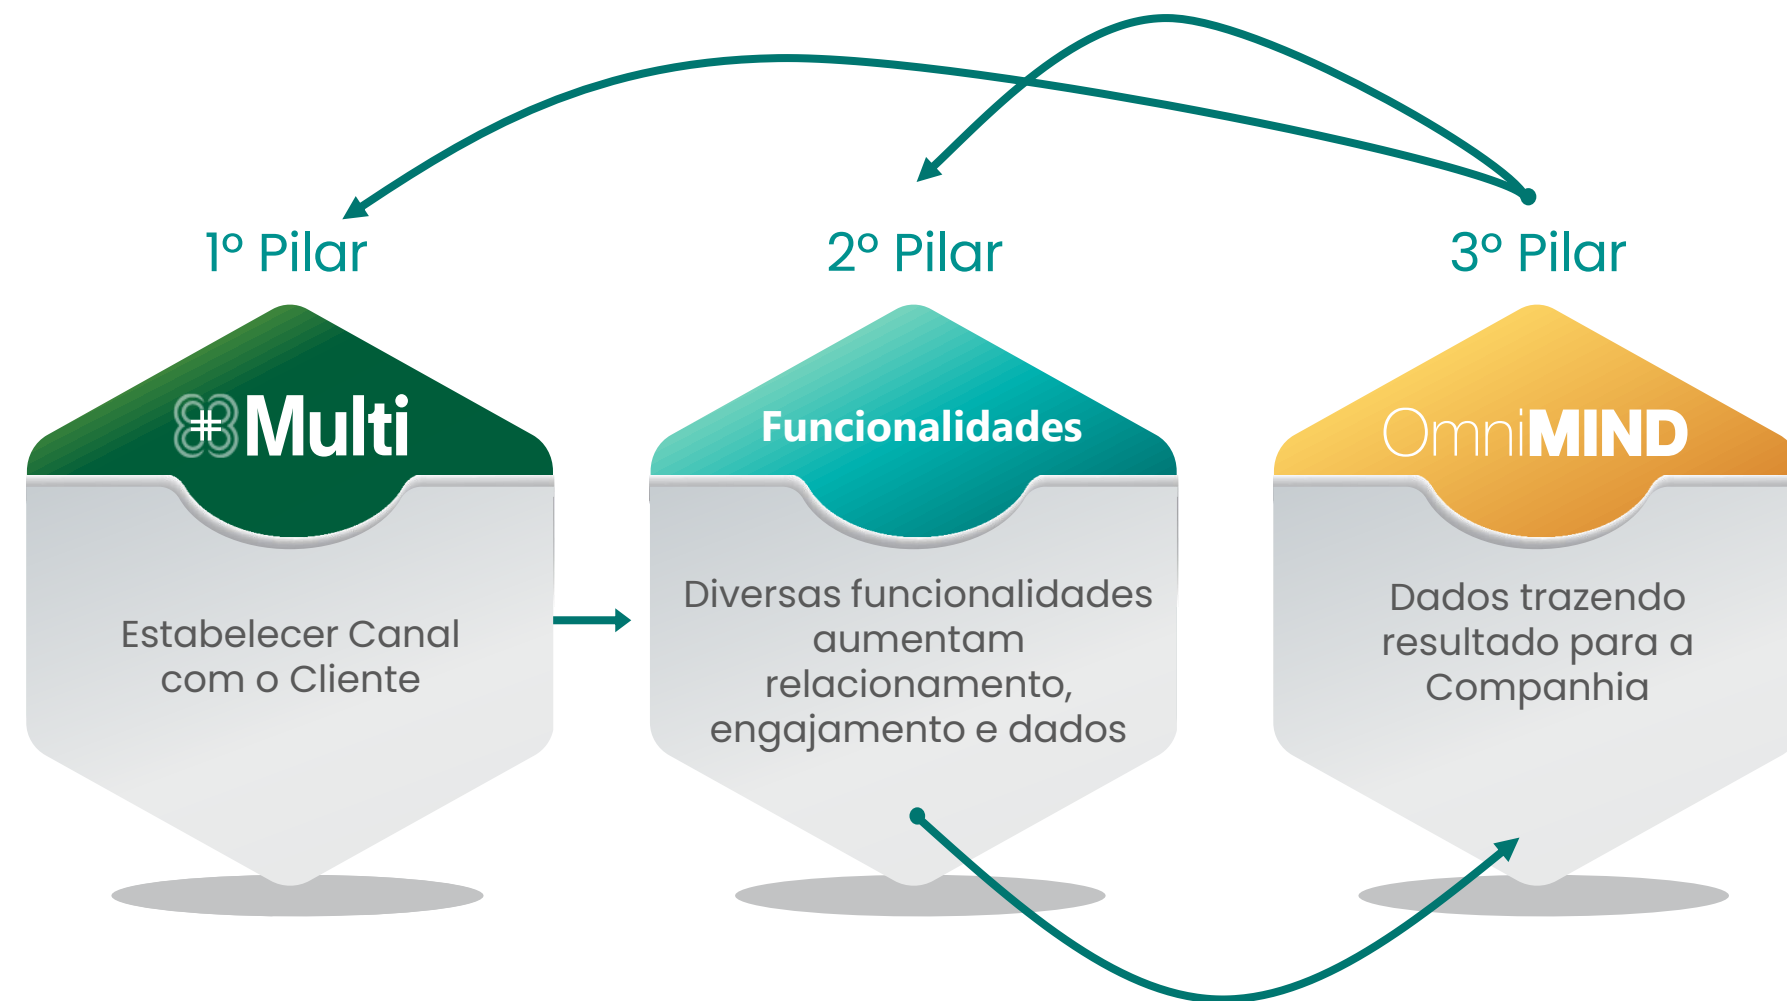 1º Pilar
2º Pilar
3º Pilar
Multi
Funcionalidades
OmniMIND
Estabelecer Canal
com o Cliente
Diversas funcionalidades
aumentam
relacionamento,
engajamento e dados
Dados trazendo
resultado para a
Companhia